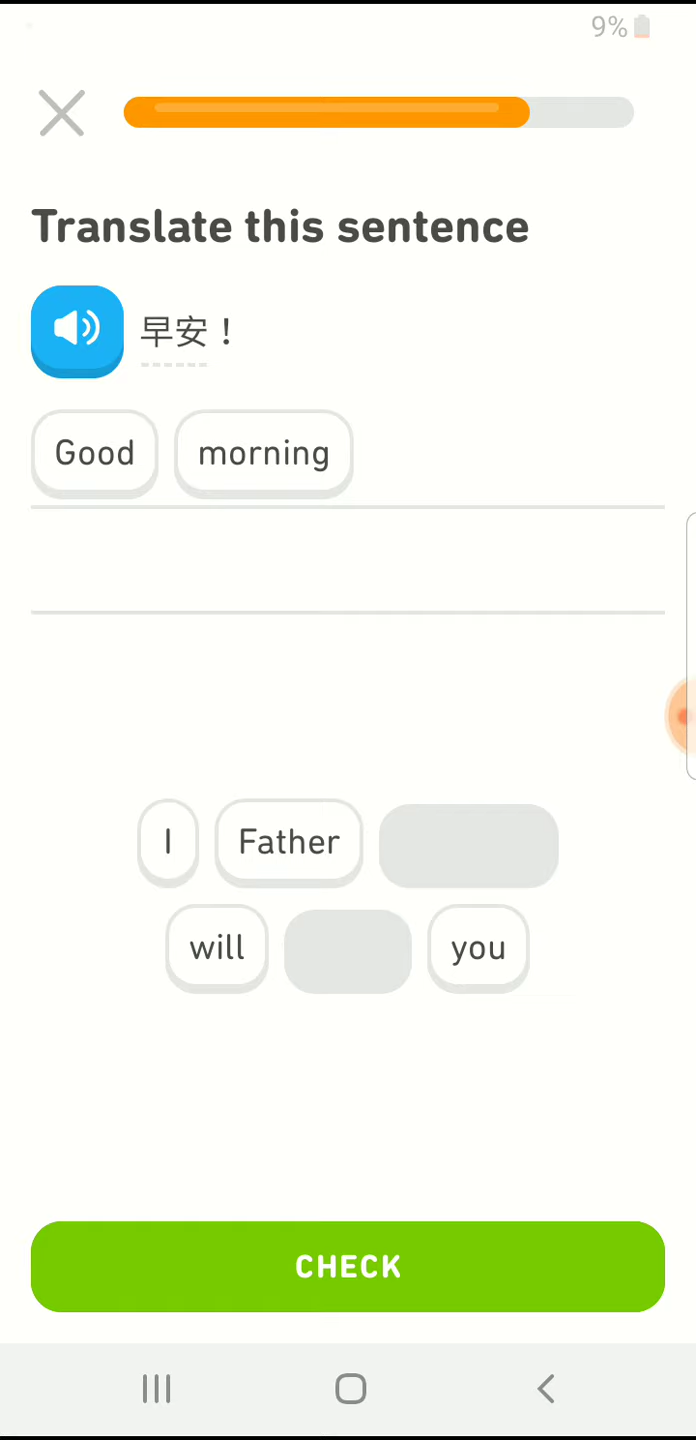 9%
Translate this sentence
早安！
Good morning
I Father
will you
CHECK